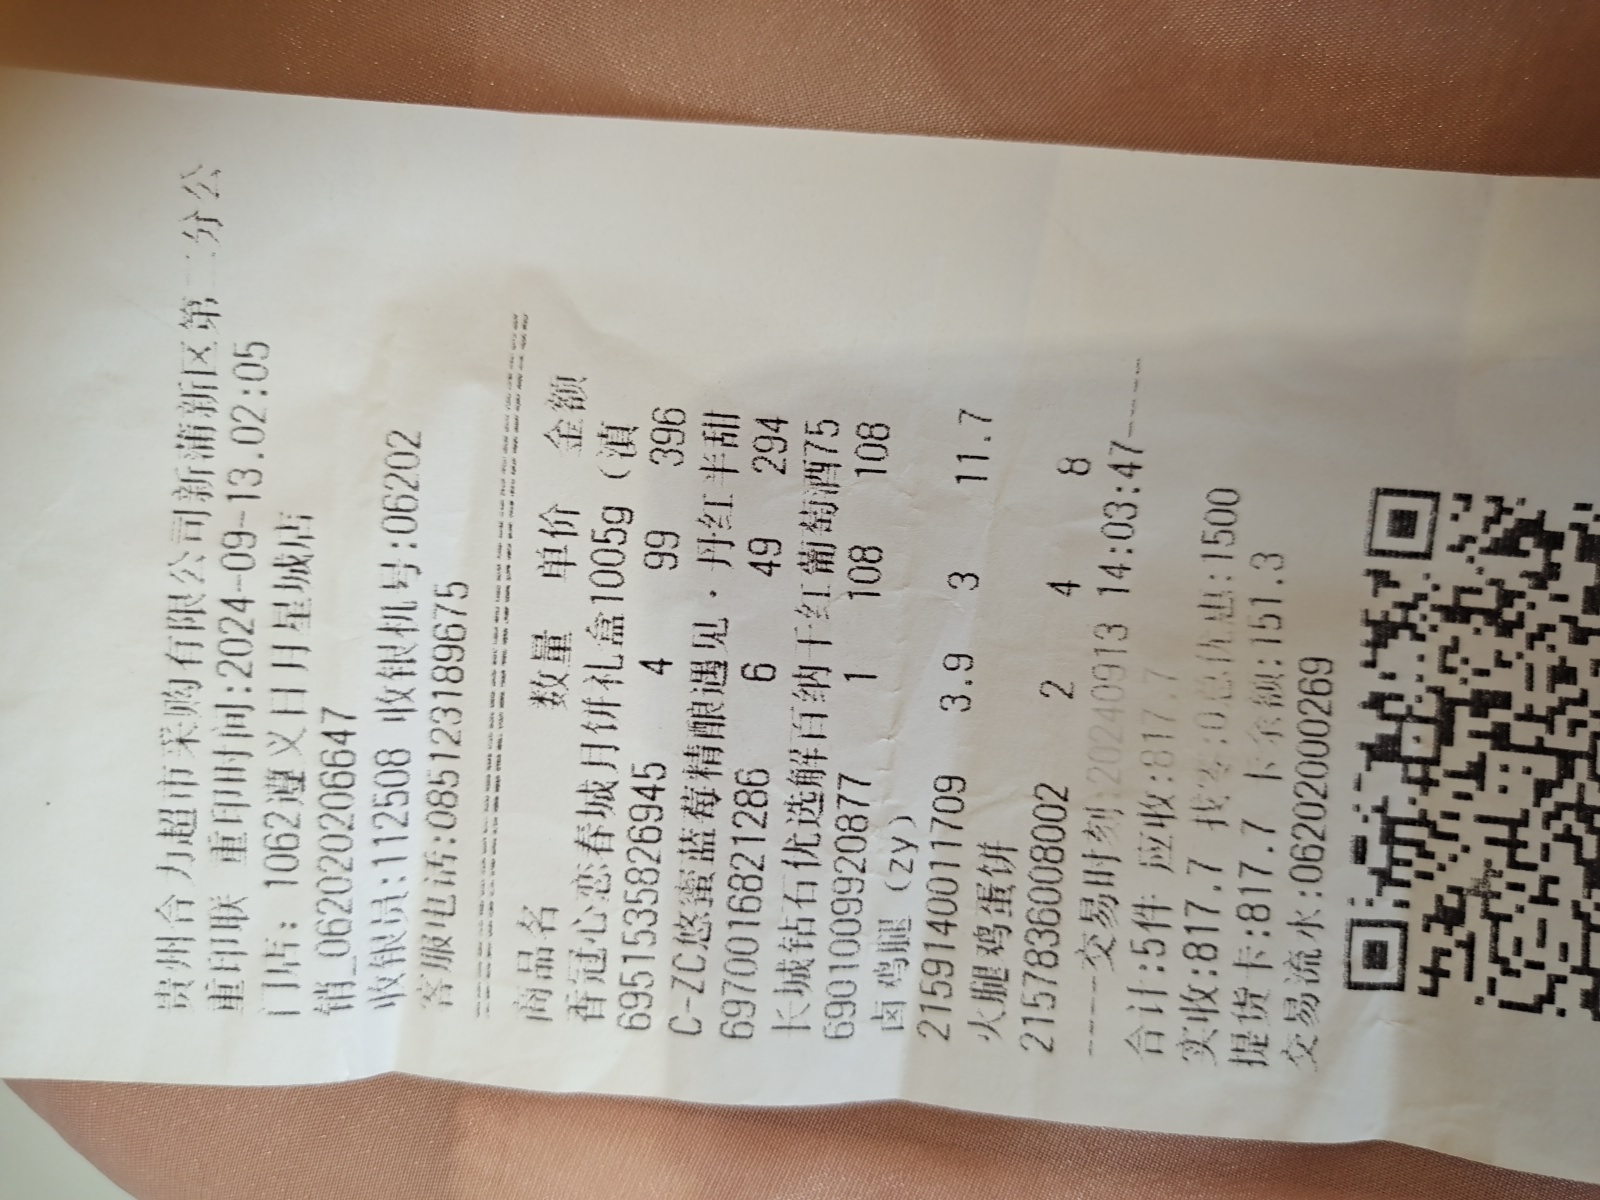 贵州合力超市采购有限公司新蒲新区第二分公
重印联 重印时间:2024-09-13.02:05
门店: 1062遵义日月星城店
销_0620202006647
收银员:112508 收银机号:06202
客服电话:085123189675
商品名 数量 单价 金额
香冠心恋春城月饼礼盒1005g（滇
6951535826945 4 99 396
C-ZC悠蜜蓝莓精酿遇见·丹红半甜
6970016821286 6 49 294
长城钻石优选解百纳干红葡萄酒75
6901009920877 1 108 108
卤鸡腿（zy）
2159140011709 3.9 3 11.7
火腿鸡蛋饼
2157836008002 2 4 8
-----交易时刻:20240913 14:03:47-----
合计:5件 应收:817.7
实收:817.7 找零:0总优惠:1500
提货卡:817.7 卡余额:151.3
交易流水:0620200026​9